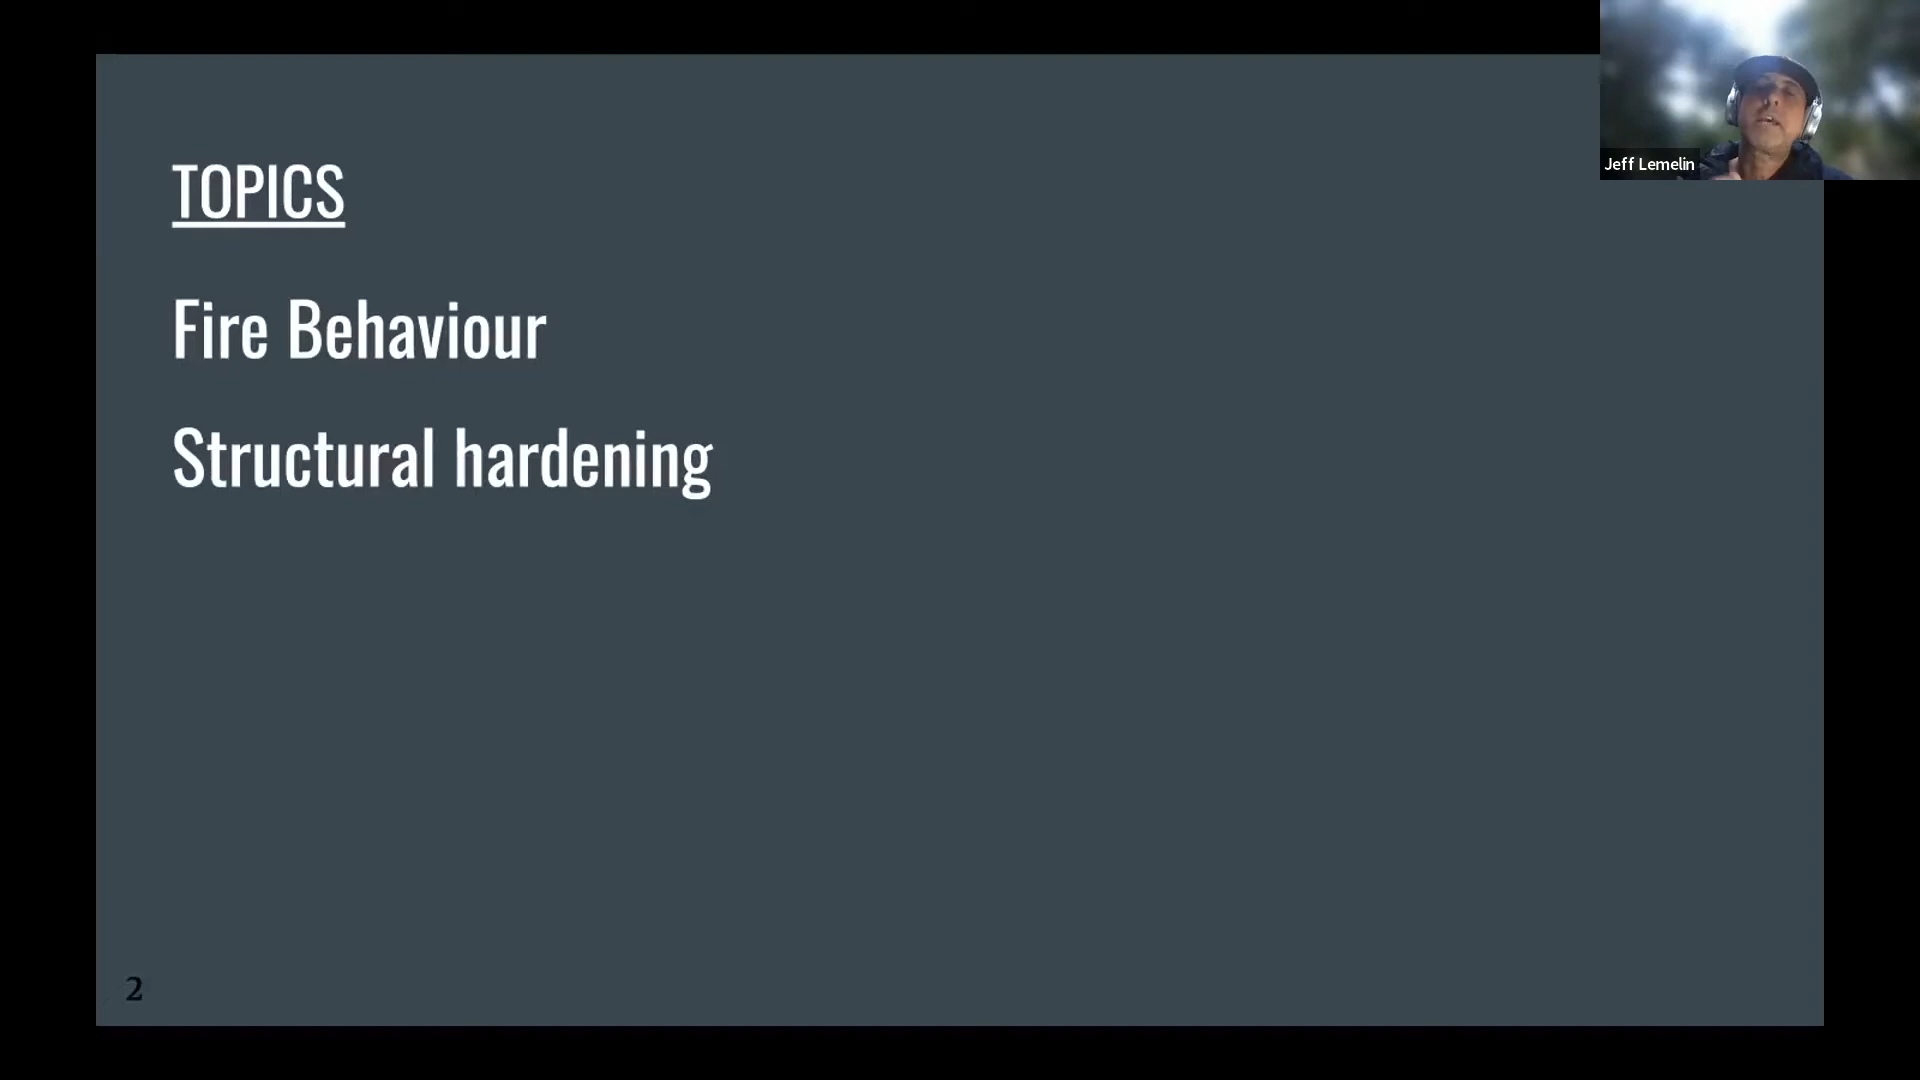 TOPICS
Fire Behaviour
Structural hardening
2
Jeff Lemelin